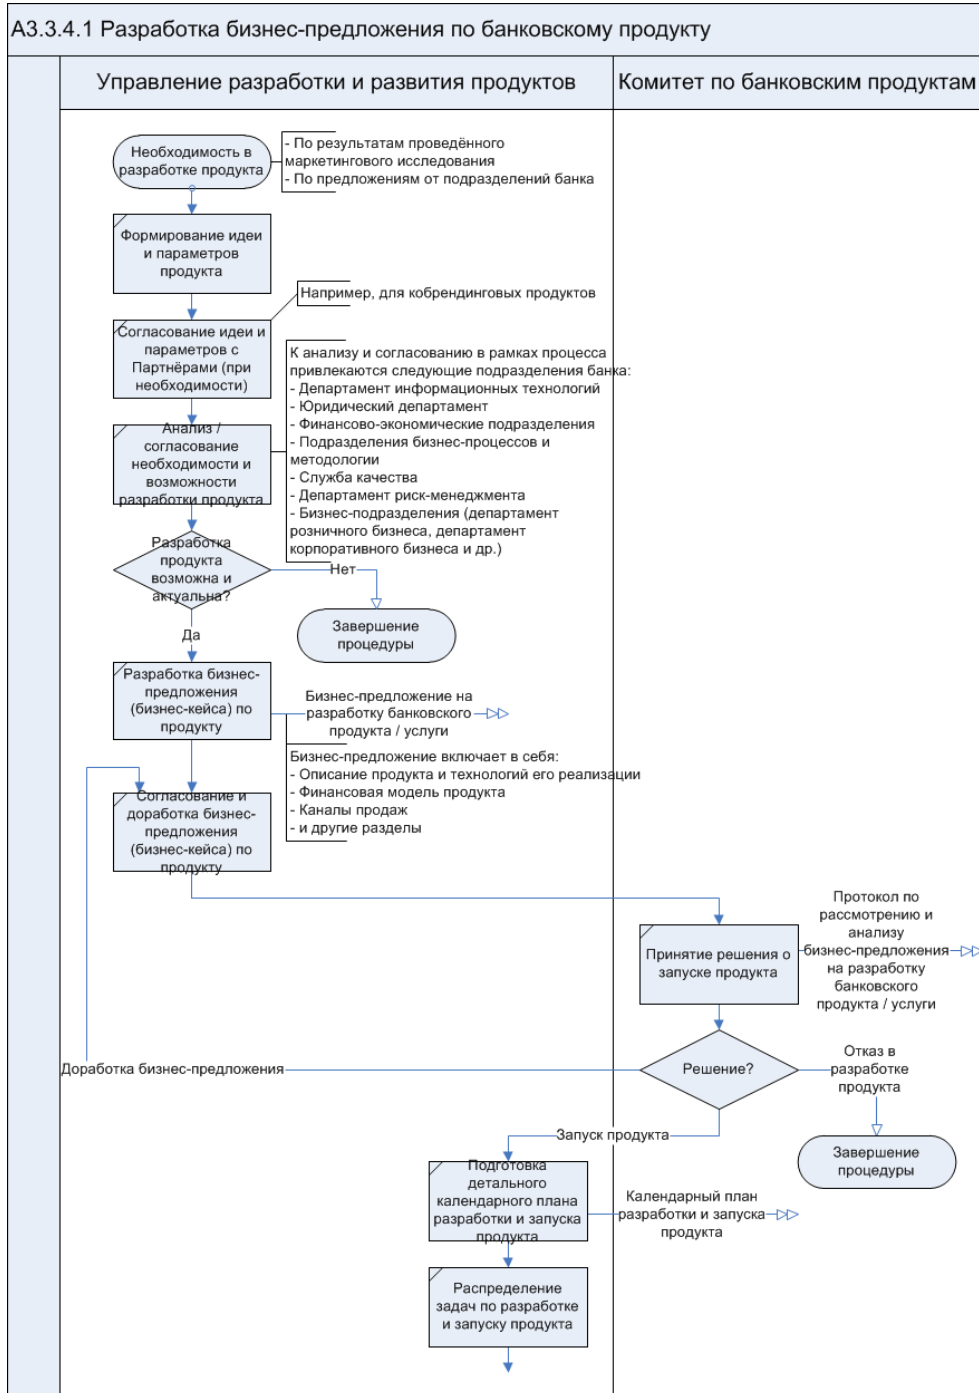 А3.3.4.1 Разработка бизнес-предложения по банковскому продукту
Управление разработки и развития продуктов
Комитет по банковским продуктам
Необходимость в
разработке продукта
- По результатам проведённого
маркетингового исследования
- По предложениям от подразделений банка
Формирование идеи
и параметров
продукта
Например, для кобрендинговых продуктов
Согласование идеи и
параметров с
Партнёрами (при
необходимости)
К анализу и согласованию в рамках процесса
привлекаются следующие подразделения банка:
- Департамент информационных технологий
- Юридический департамент
- Финансово-экономические подразделения
- Подразделения бизнес-процессов и
методологии
- Служба качества
- Департамент риск-менеджмента
- Бизнес-подразделения (департамент
розничного бизнеса, департамент
корпоративного бизнеса и др.)
Анализ /
согласование
необходимости и
возможности
разработки продукта
Разработка
продукта
возможна и
актуальна?
Нет
Завершение
процедуры
Да
Разработка бизнес-
предложения
(бизнес-кейса) по
продукту
Бизнес-предложение на
разработку банковского
продукта / услуги
Бизнес-предложение включает в себя:
- Описание продукта и технологий его реализации
- Финансовая модель продукта
- Каналы продаж
- и другие разделы
Согласование и
доработка бизнес-
предложения
(бизнес-кейса) по
продукту
Принятие решения о
запуске продукта
Протокол по
рассмотрению и
анализу
бизнес-предложения
на разработку
банковского
продукта / услуги
Решение?
Доработка бизнес-предложения
Отказ в
разработке
продукта
Завершение
процедуры
Запуск продукта
Подготовка
детального
календарного плана
разработки и запуска
продукта
Календарный план
разработки и запуска
продукта
Распределение
задач по разработке
и запуску продукта